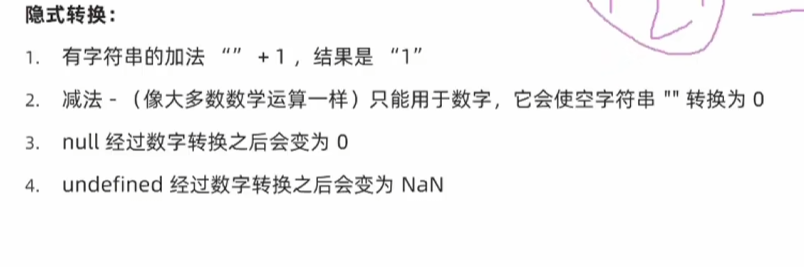 隐式转换：
1. 有字符串的加法 “” + 1 ，结果是 “1”
2. 减法 - （像大多数数学运算一样）只能用于数字，它会使空字符串 "" 转换为 0
3. null 经过数字转换之后会变为 0
4. undefined 经过数字转换之后会变为 NaN